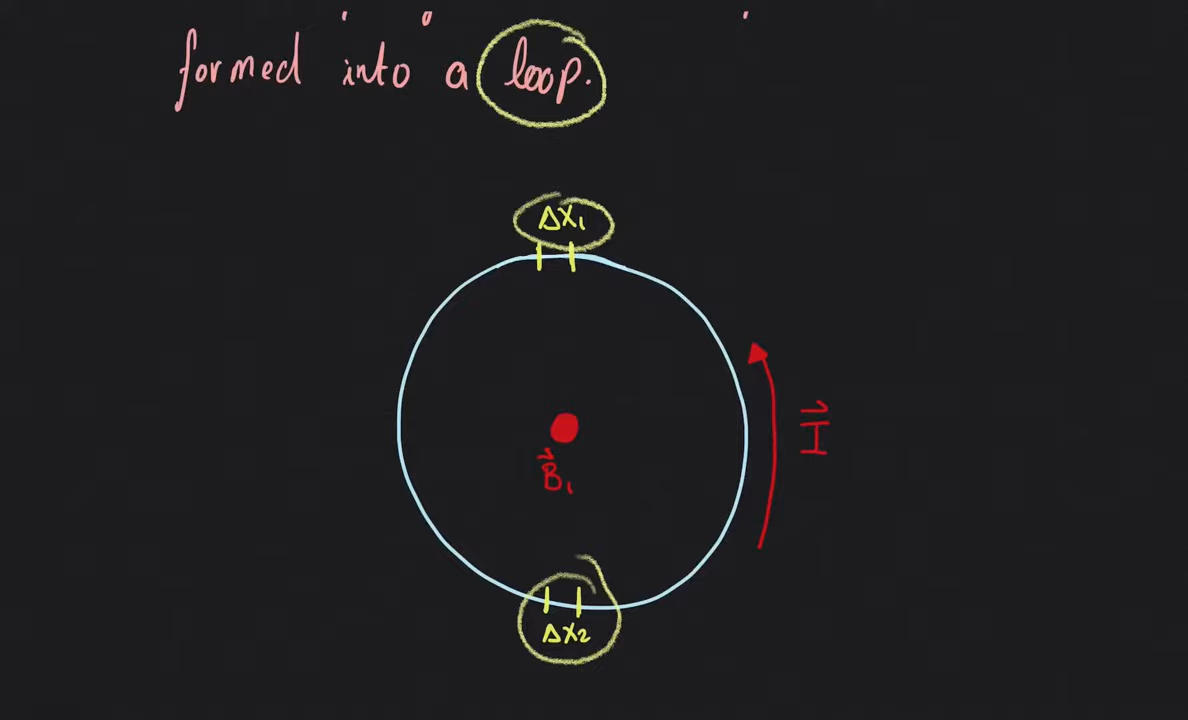 formed into a loop.
Δx₁
I⃗
B⃗₁
Δx₂